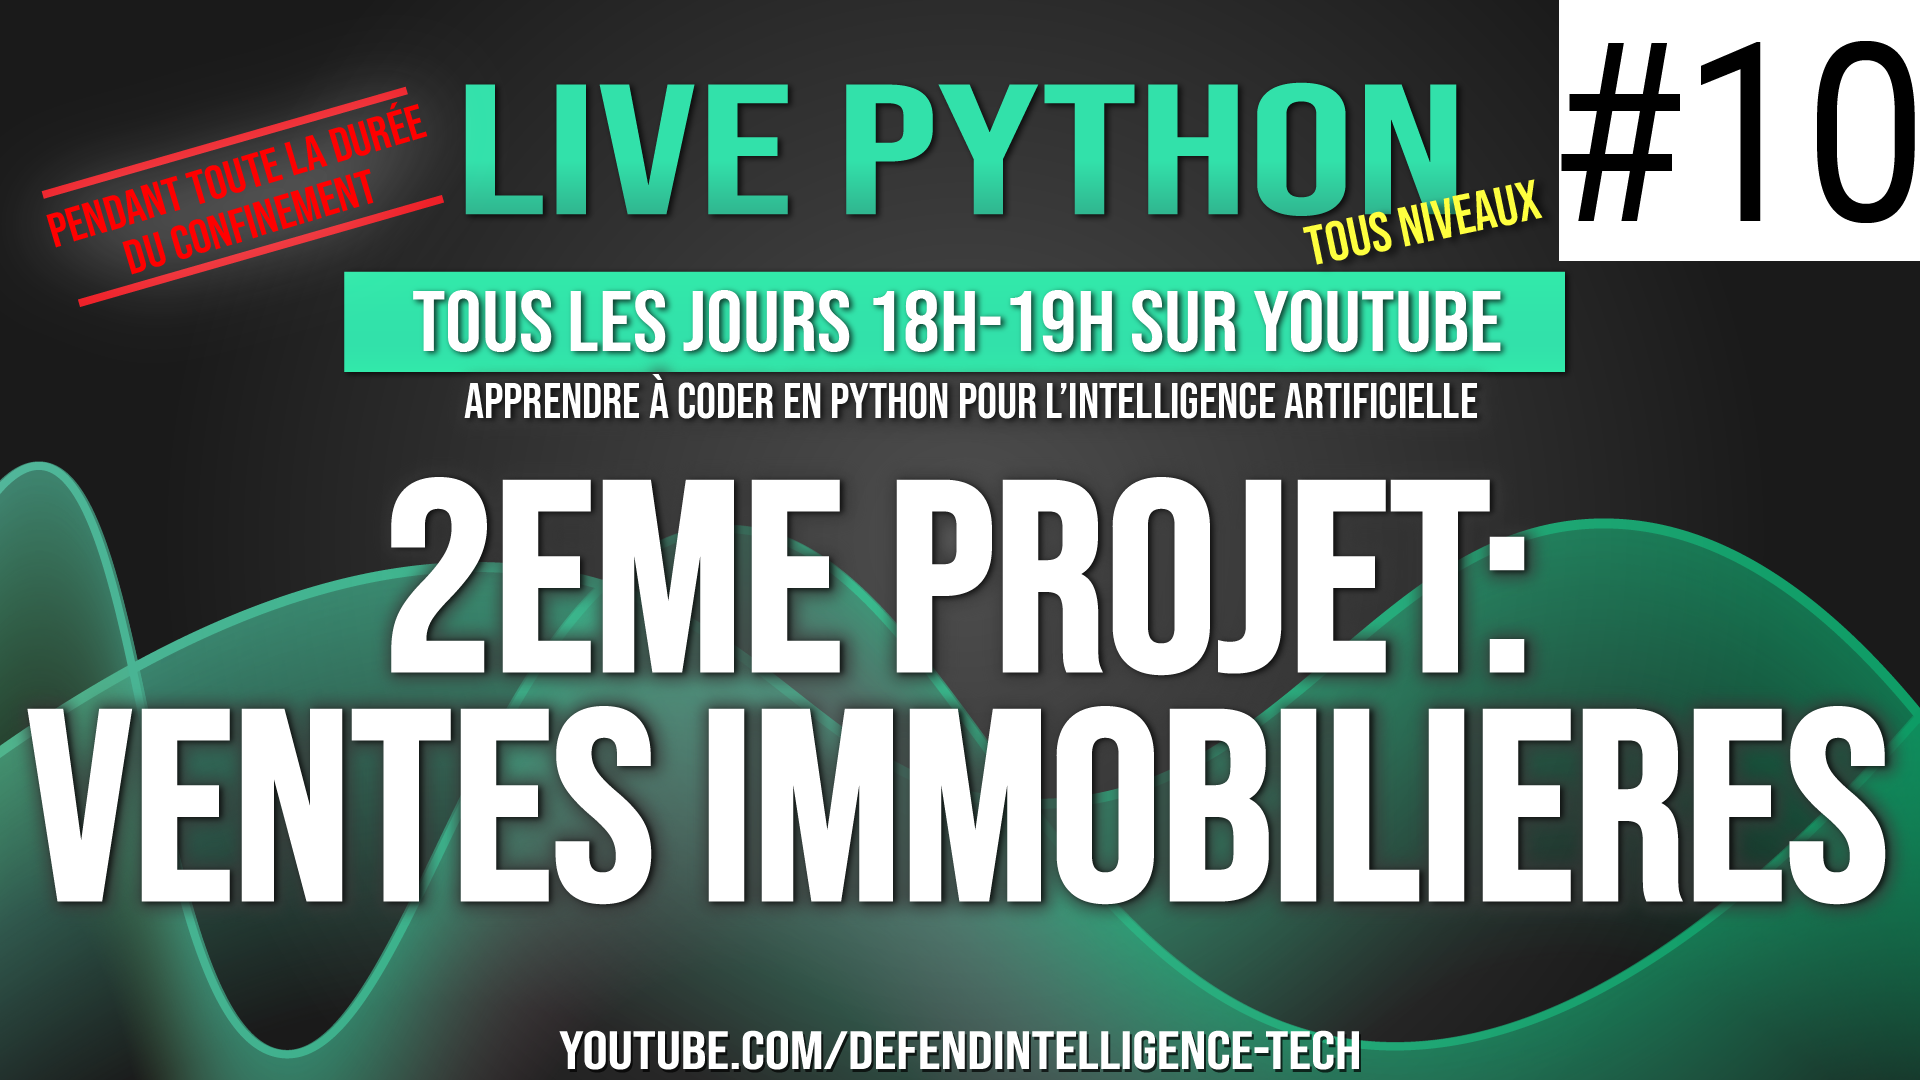 #10
LIVE PYTHON
PENDANT TOUTE LA DURÉE
DU CONFINEMENT
TOUS NIVEAUX
TOUS LES JOURS 18H-19H SUR YOUTUBE
APPRENDRE À CODER EN PYTHON POUR L'INTELLIGENCE ARTIFICIELLE
2EME PROJET:
VENTES IMMOBILIERES
YOUTUBE.COM/DEFENDINTELLIGENCE-TECH